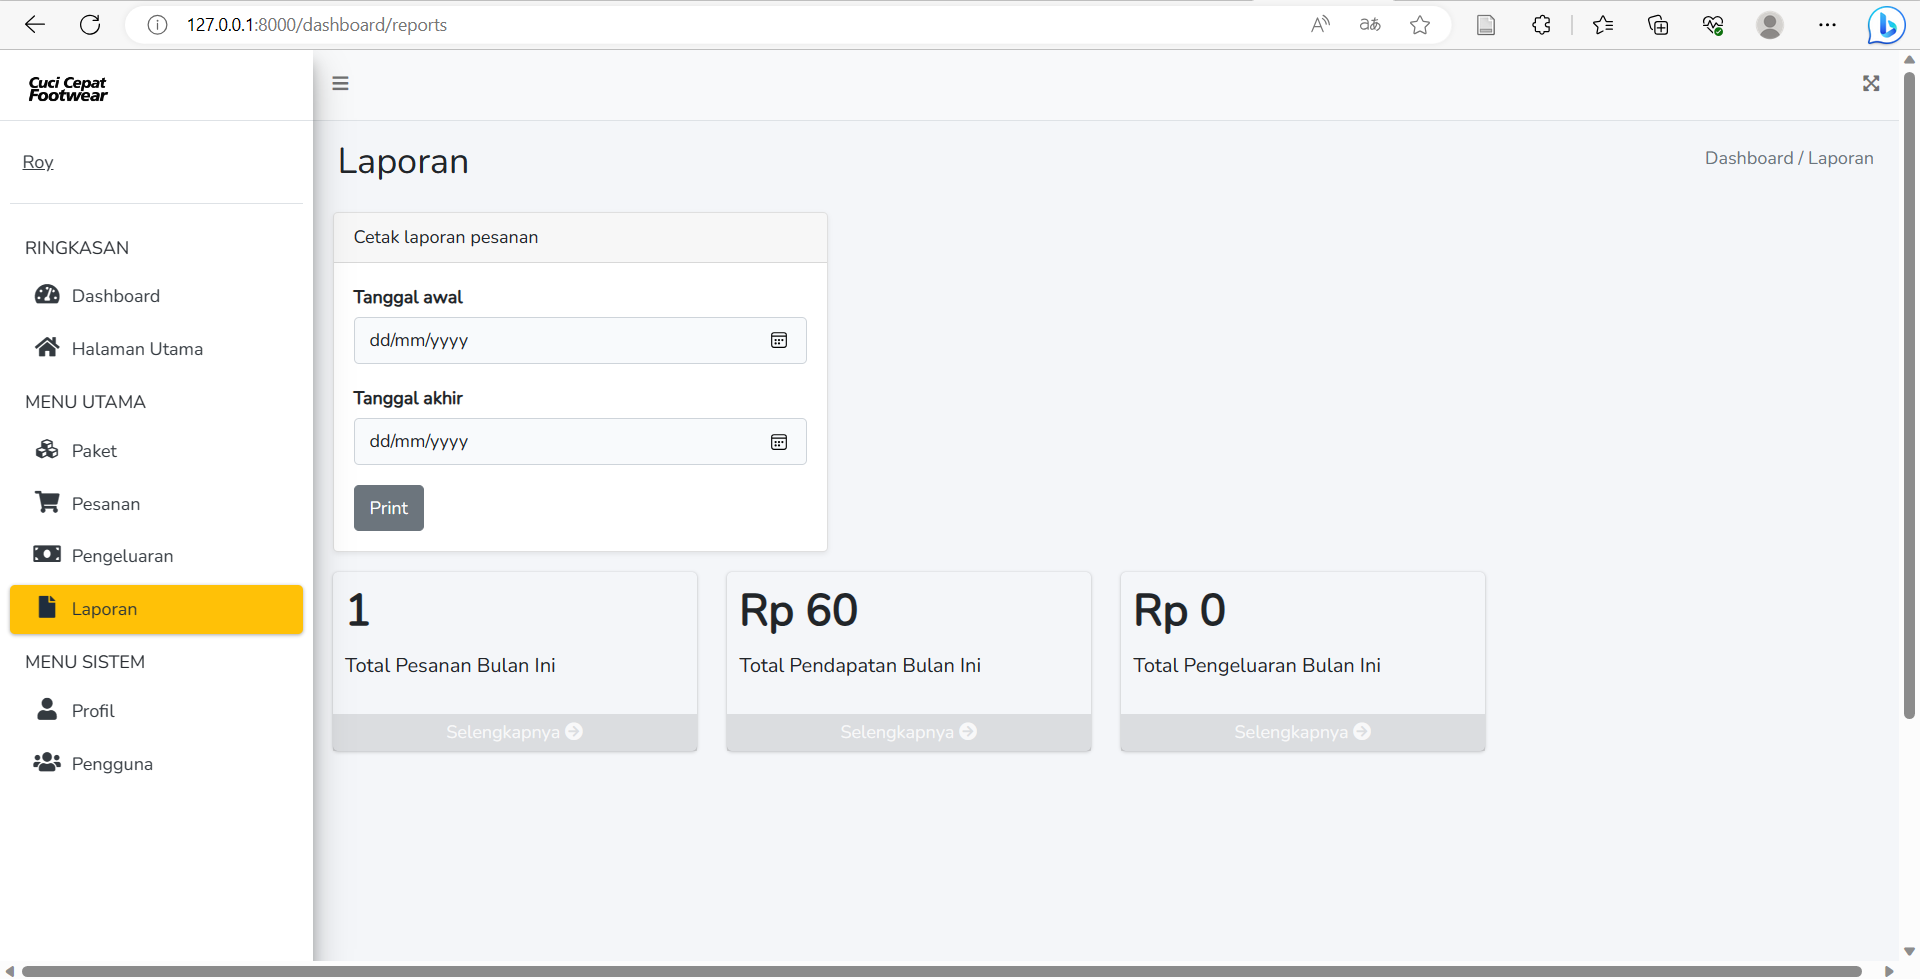 127.0.0.1:8000/dashboard/reports
Cuci Cepat
Footwear
Roy
RINGKASAN
Dashboard
Halaman Utama
MENU UTAMA
Paket
Pesanan
Pengeluaran
Laporan
MENU SISTEM
Profil
Pengguna
Laporan
Dashboard / Laporan
Cetak laporan pesanan
Tanggal awal
dd/mm/yyyy
Tanggal akhir
dd/mm/yyyy
Print
1
Total Pesanan Bulan Ini
Selengkapnya
Rp 60
Total Pendapatan Bulan Ini
Selengkapnya
Rp 0
Total Pengeluaran Bulan Ini
Selengkapnya